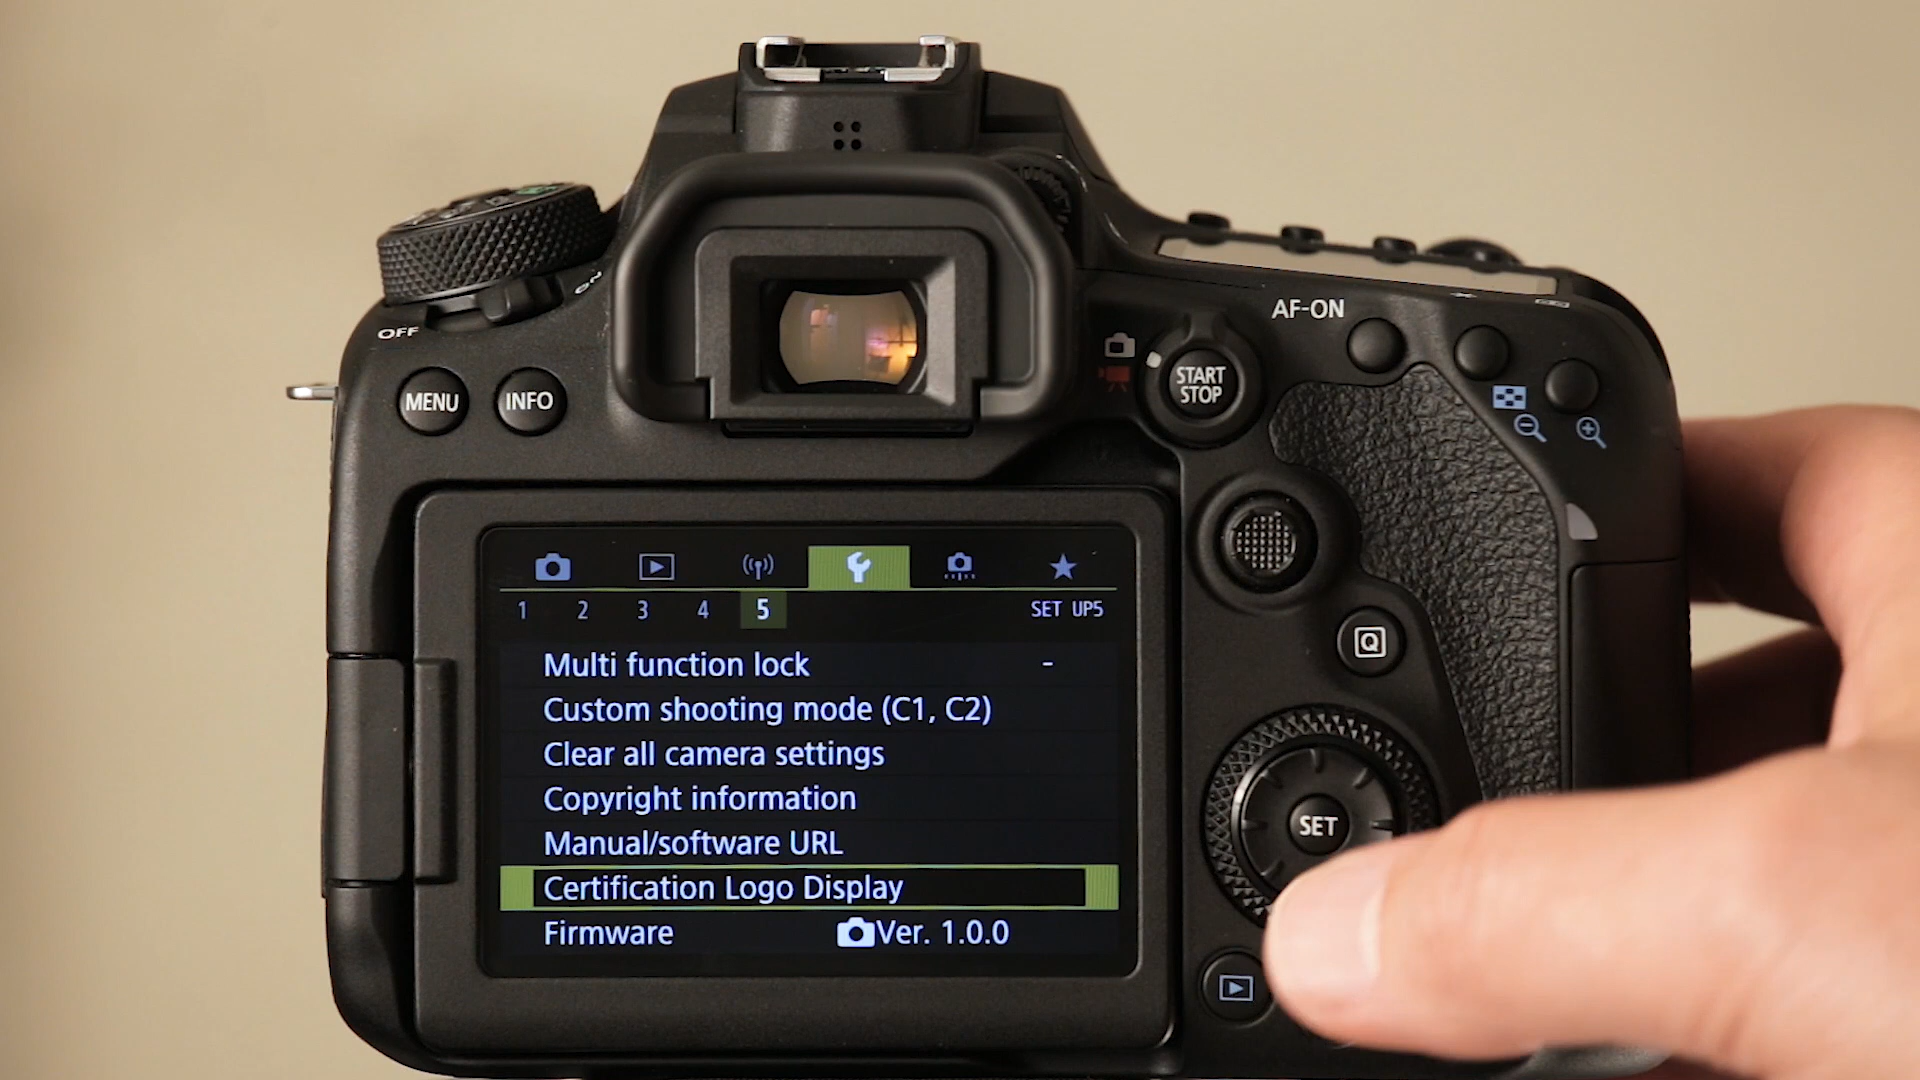 AF-ON
ON
OFF
MENU
INFO
START
STOP
1 2 3 4 5 SET UP5
Multi function lock -
Q
Custom shooting mode (C1, C2)
Clear all camera settings
Copyright information
SET
Manual/software URL
Certification Logo Display
Firmware Ver. 1.0.0